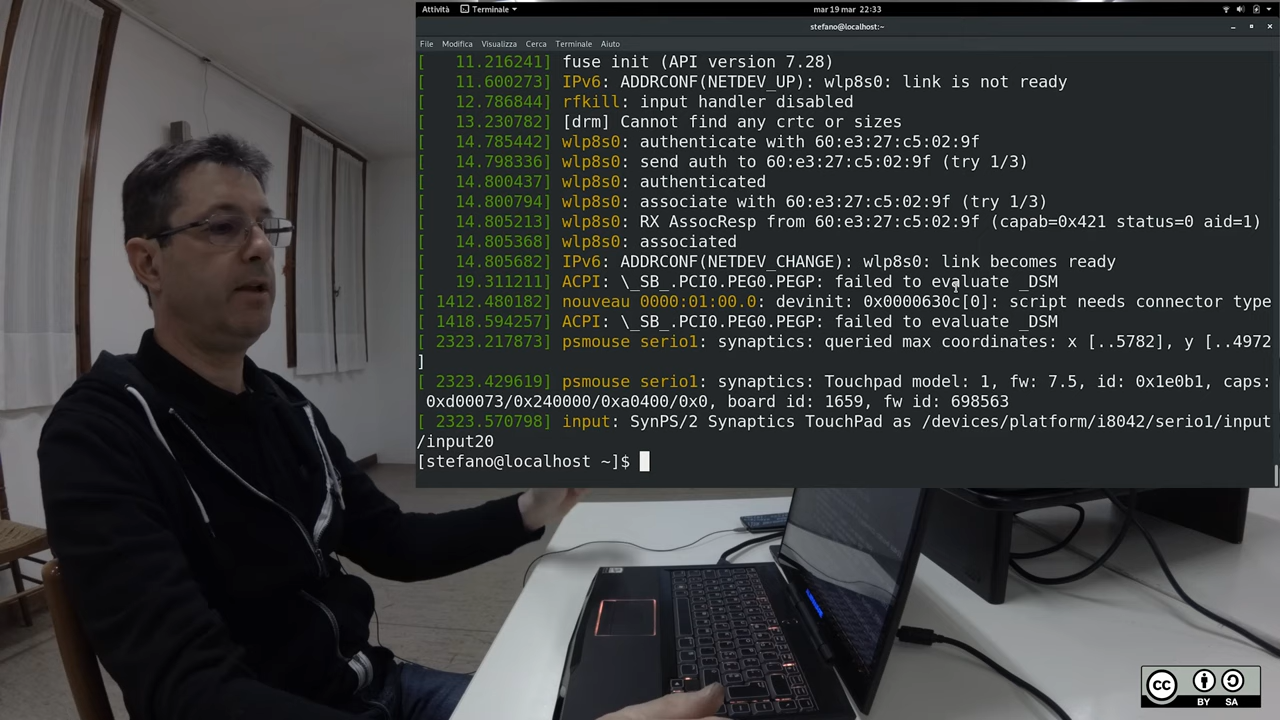 Attività Terminale mar 19 mar 22:33
stefano@localhost:~
File Modifica Visualizza Cerca Terminale Aiuto
[ 11.216241] fuse init (API version 7.28)
[ 11.600273] IPv6: ADDRCONF(NETDEV_UP): wlp8s0: link is not ready
[ 12.786844] rfkill: input handler disabled
[ 13.230782] [drm] Cannot find any crtc or sizes
[ 14.785442] wlp8s0: authenticate with 60:e3:27:c5:02:9f
[ 14.798336] wlp8s0: send auth to 60:e3:27:c5:02:9f (try 1/3)
[ 14.800437] wlp8s0: authenticated
[ 14.800794] wlp8s0: associate with 60:e3:27:c5:02:9f (try 1/3)
[ 14.805213] wlp8s0: RX AssocResp from 60:e3:27:c5:02:9f (capab=0x421 status=0 aid=1)
[ 14.805368] wlp8s0: associated
[ 14.805682] IPv6: ADDRCONF(NETDEV_CHANGE): wlp8s0: link becomes ready
[ 19.311211] ACPI: \_SB_.PCI0.PEG0.PEGP: failed to evaluate _DSM
[ 1412.480182] nouveau 0000:01:00.0: devinit: 0x0000630c[0]: script needs connector type
[ 1418.594257] ACPI: \_SB_.PCI0.PEG0.PEGP: failed to evaluate _DSM
[ 2323.217873] psmouse serio1: synaptics: queried max coordinates: x [..5782], y [..4972
]
[ 2323.429619] psmouse serio1: synaptics: Touchpad model: 1, fw: 7.5, id: 0x1e0b1, caps:
0xd00073/0x240000/0xa0400/0x0, board id: 1659, fw id: 698563
[ 2323.570798] input: SynPS/2 Synaptics TouchPad as /devices/platform/i8042/serio1/input
/input20
[stefano@localhost ~]$
cc BY SA